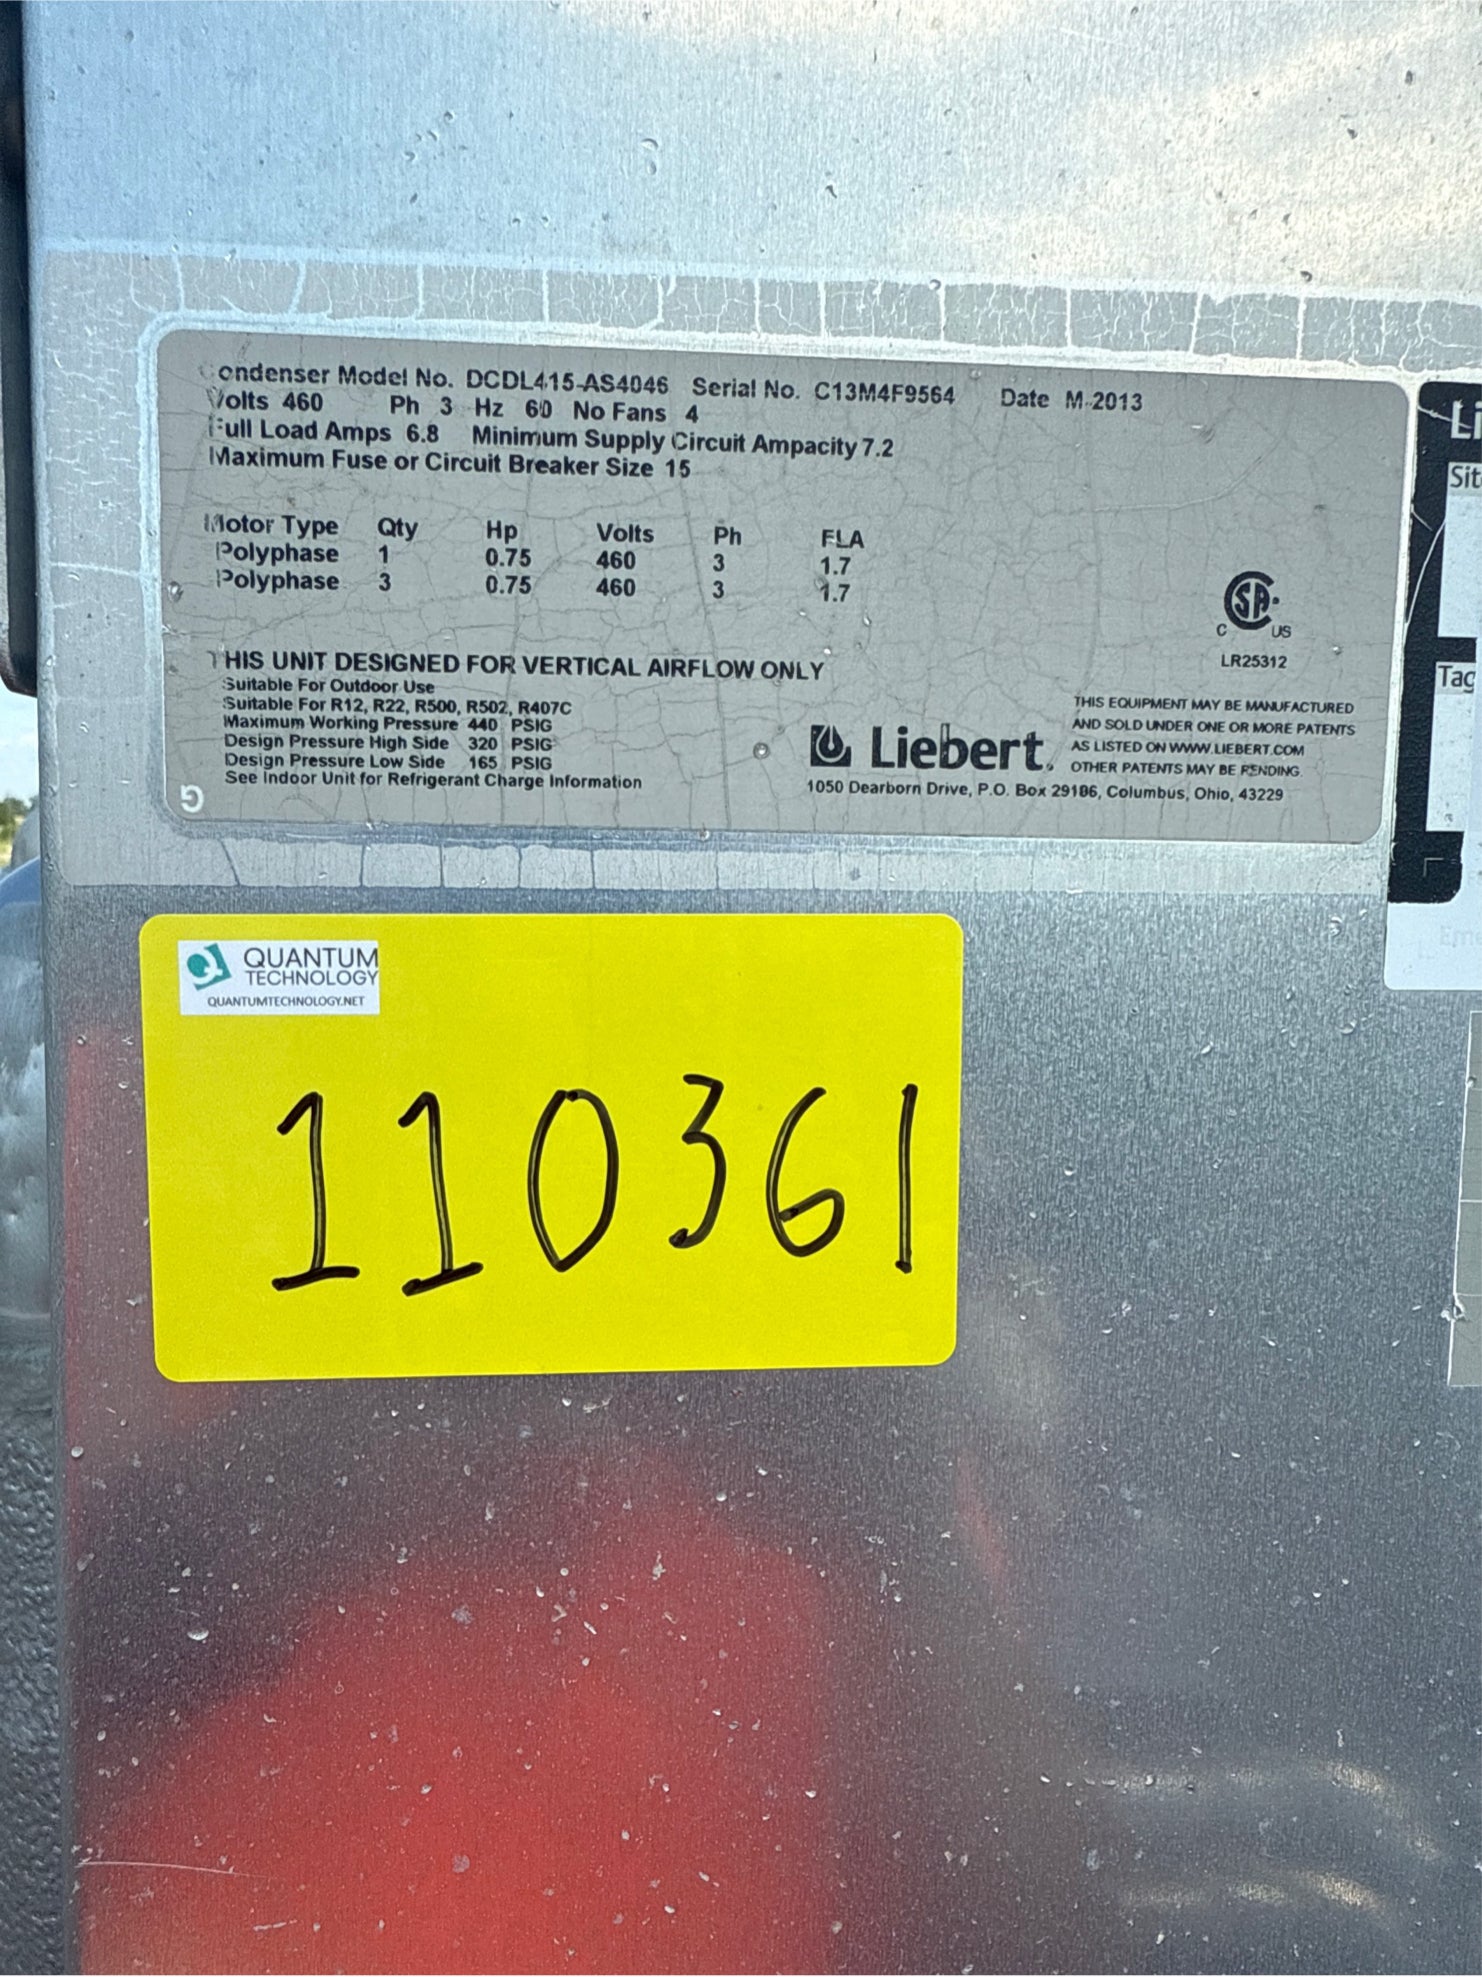 Condenser Model No. DCDL415-AS4046 Serial No. C13M4F9564 Date M-2013
Volts 460 Ph 3 Hz 60 No Fans 4
Full Load Amps 6.8 Minimum Supply Circuit Ampacity 7.2
Maximum Fuse or Circuit Breaker Size 15
Motor Type Qty Hp Volts Ph FLA
Polyphase 1 0.75 460 3 1.7
Polyphase 3 0.75 460 3 1.7
C SA US
LR25312
THIS UNIT DESIGNED FOR VERTICAL AIRFLOW ONLY
Suitable For Outdoor Use
Suitable For R12, R22, R500, R502, R407C
Maximum Working Pressure 440 PSIG
Design Pressure High Side 320 PSIG
Design Pressure Low Side 165 PSIG
See Indoor Unit for Refrigerant Charge Information
Liebert.
1050 Dearborn Drive, P.O. Box 29186, Columbus, Ohio, 43229
THIS EQUIPMENT MAY BE MANUFACTURED
AND SOLD UNDER ONE OR MORE PATENTS
AS LISTED ON WWW.LIEBERT.COM
OTHER PATENTS MAY BE PENDING.
G
Li
Sit
Tag
Em
QUANTUM
TECHNOLOGY
QUANTUMTECHNOLOGY.NET
110361